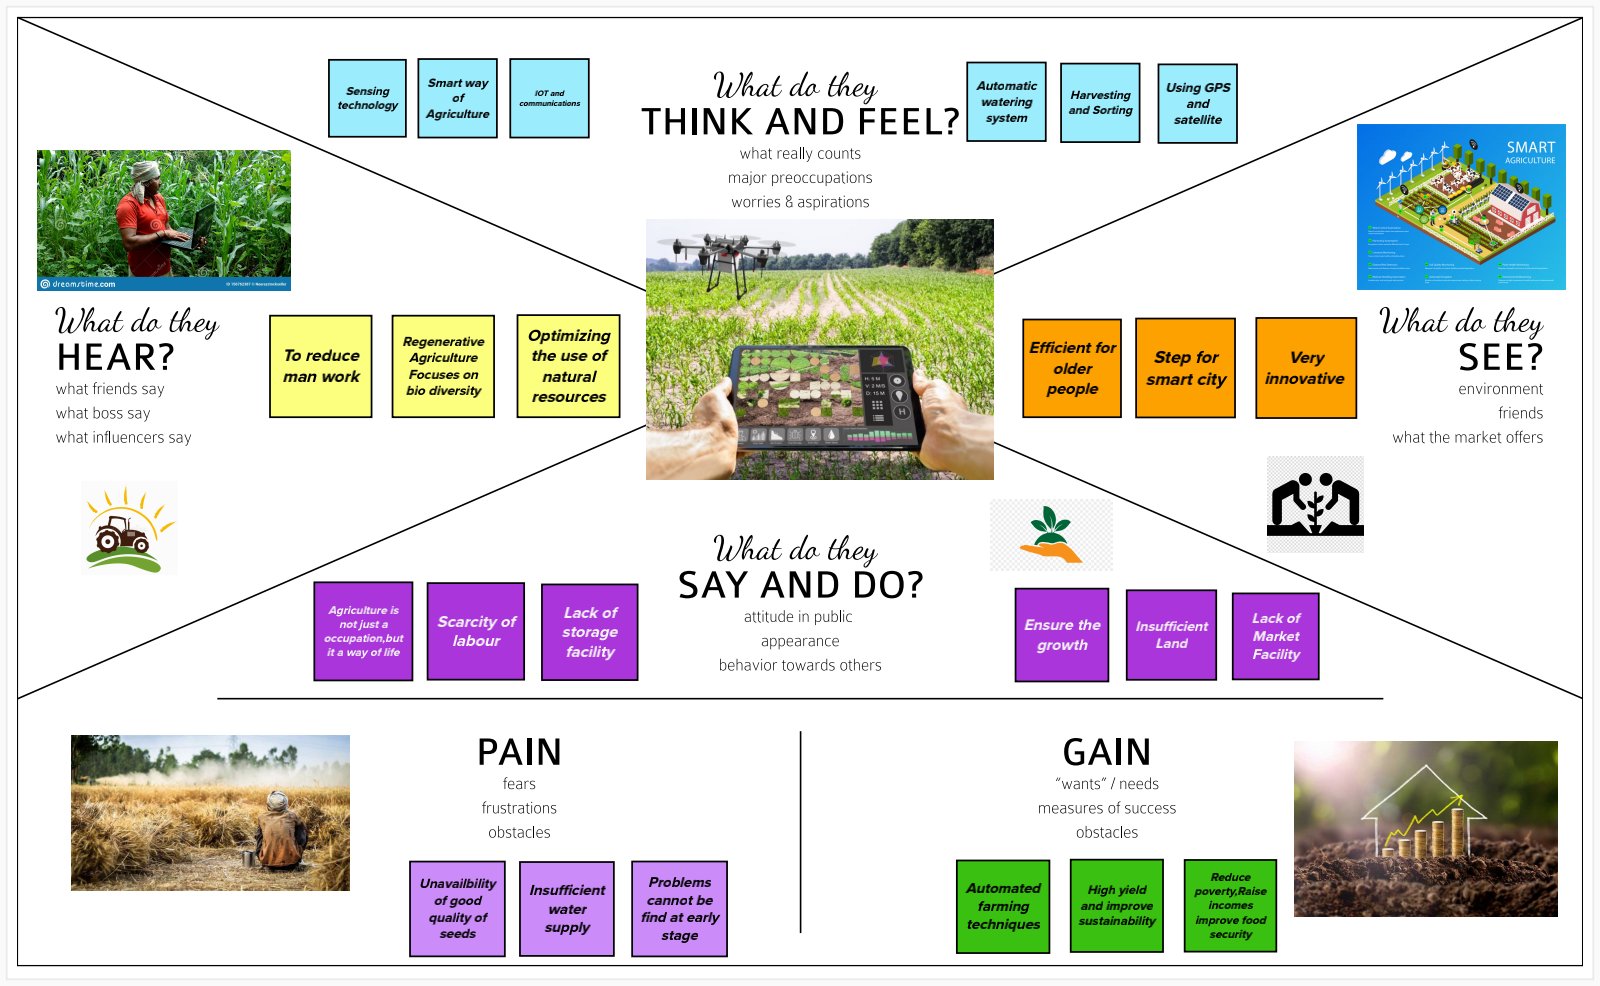 Sensing
technology
Smart way
of
Agriculture
IOT and
communications
What do they
THINK AND FEEL?
what really counts
major preoccupations
worries & aspirations
Automatic
watering
system
Harvesting
and Sorting
Using GPS
and
satellite
SMART
AGRICULTURE
dreamstime.com
What do they
HEAR?
what friends say
what boss say
what influencers say
To reduce
man work
Regenerative
Agriculture
Focuses on
bio diversity
Optimizing
the use of
natural
resources
H: 5 M
V: 2 M/S
D: 15 M
H
Efficient for
older
people
Step for
smart city
Very
innovative
What do they
SEE?
environment
friends
what the market offers
What do they
SAY AND DO?
attitude in public
appearance
behavior towards others
Agriculture is
not just a
occupation,but
it a way of life
Scarcity of
labour
Lack of
storage
facility
Ensure the
growth
Insufficient
Land
Lack of
Market
Facility
PAIN
fears
frustrations
obstacles
Unavailbility
of good
quality of
seeds
Insufficient
water
supply
Problems
cannot be
find at early
stage
GAIN
“wants” / needs
measures of success
obstacles
Automated
farming
techniques
High yield
and improve
sustainability
Reduce
poverty,Raise
incomes
improve food
security